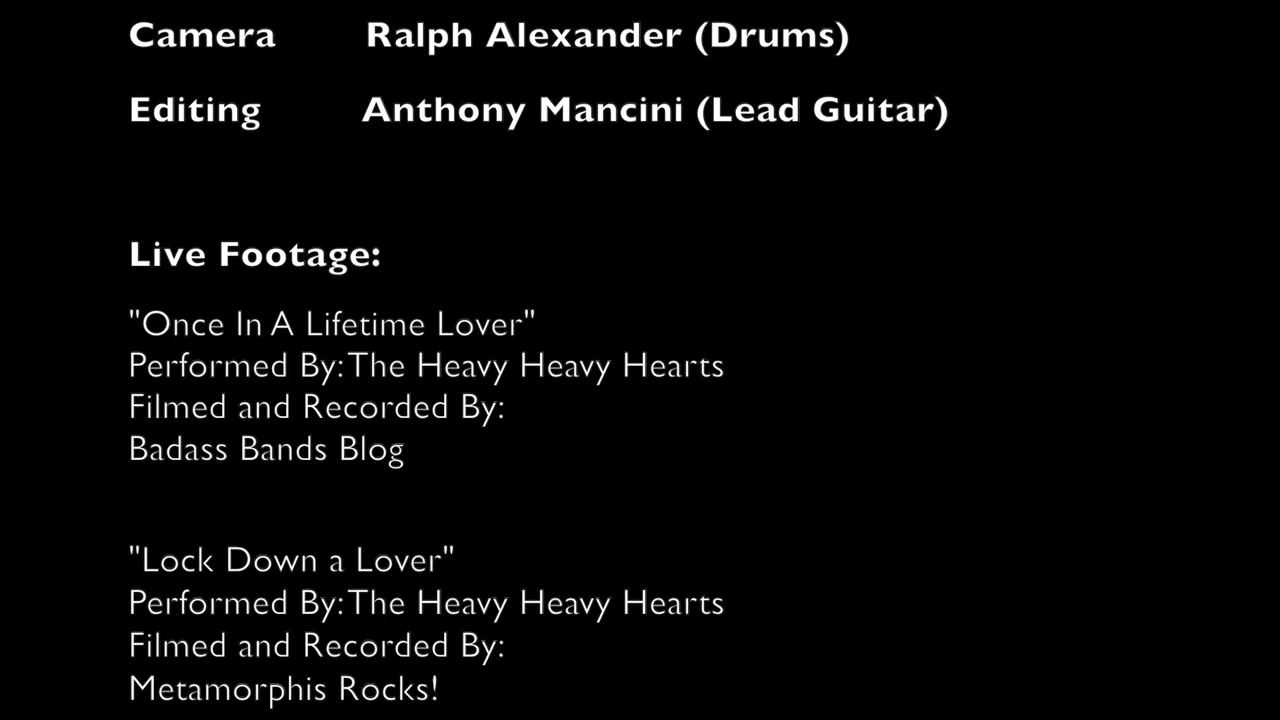 Camera Ralph Alexander (Drums)
Editing Anthony Mancini (Lead Guitar)
Live Footage:
"Once In A Lifetime Lover"
Performed By: The Heavy Heavy Hearts
Filmed and Recorded By:
Badass Bands Blog
"Lock Down a Lover"
Performed By: The Heavy Heavy Hearts
Filmed and Recorded By:
Metamorphis Rocks!